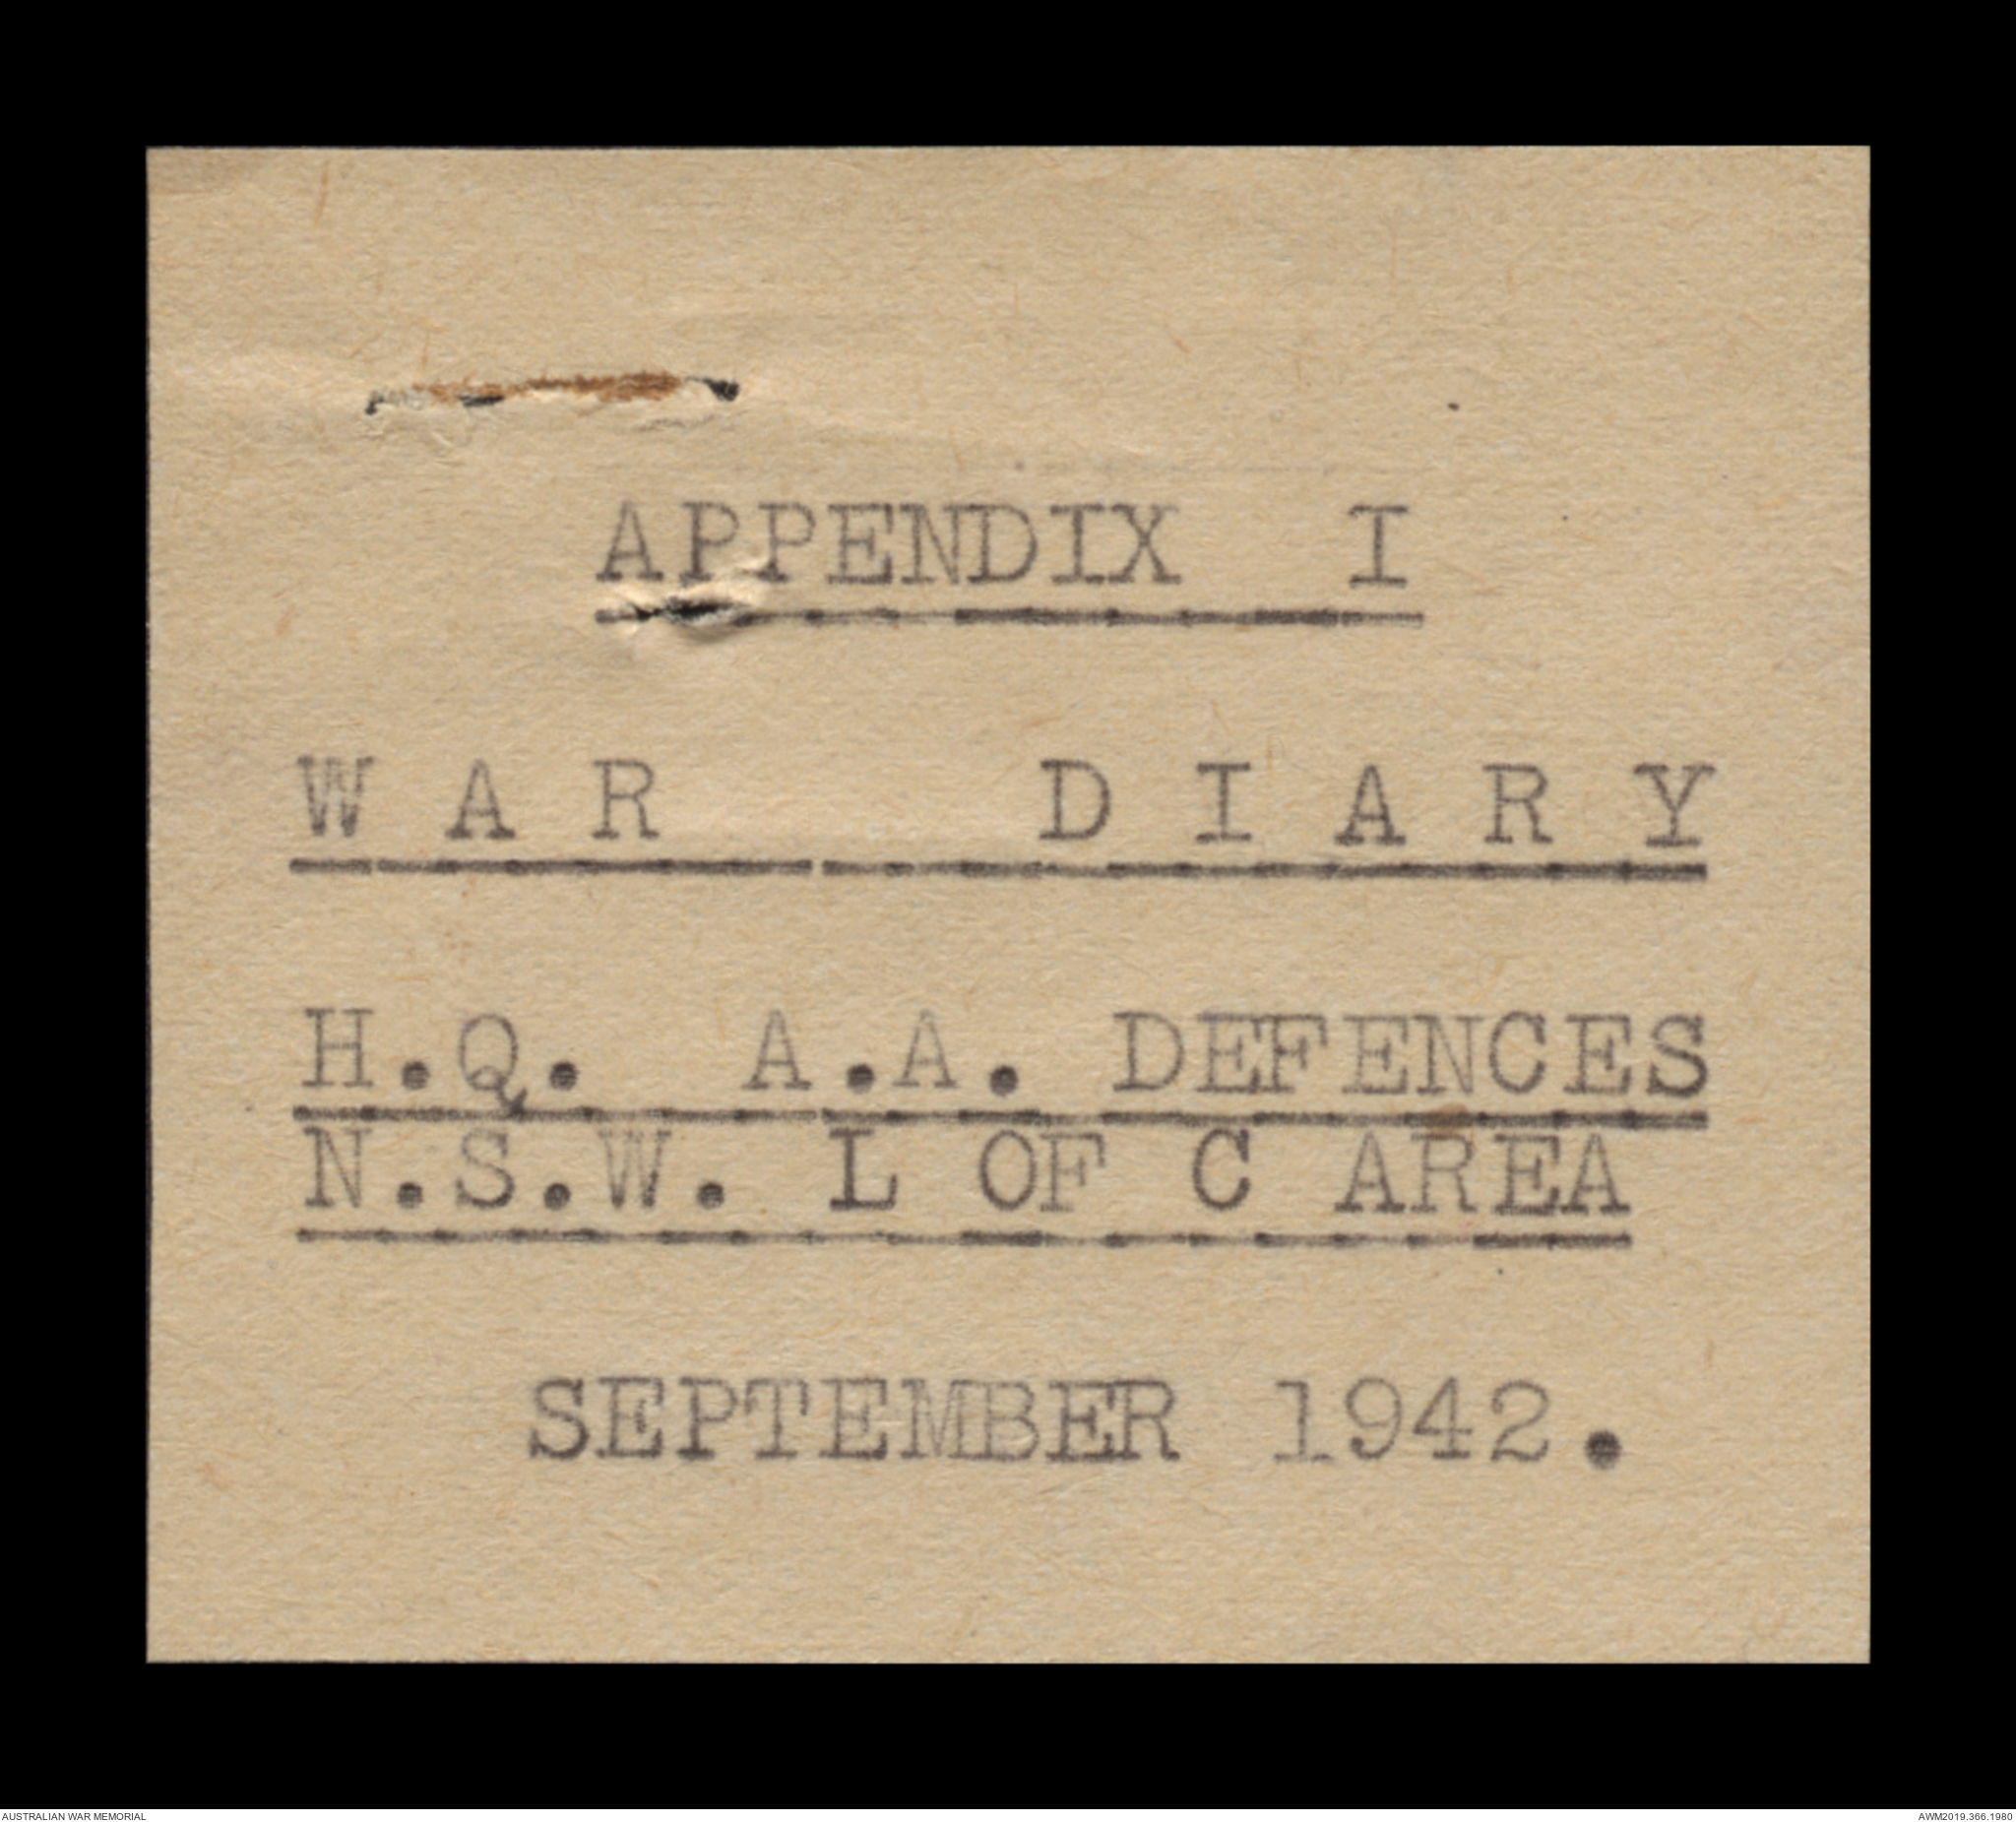 APPENDIX I
W A R D I A R Y
H.Q. A.A. DEFENCES
N.S.W. L OF C AREA
SEPTEMBER 1942.
AUSTRALIAN WAR MEMORIAL
AWM2019.366.1980